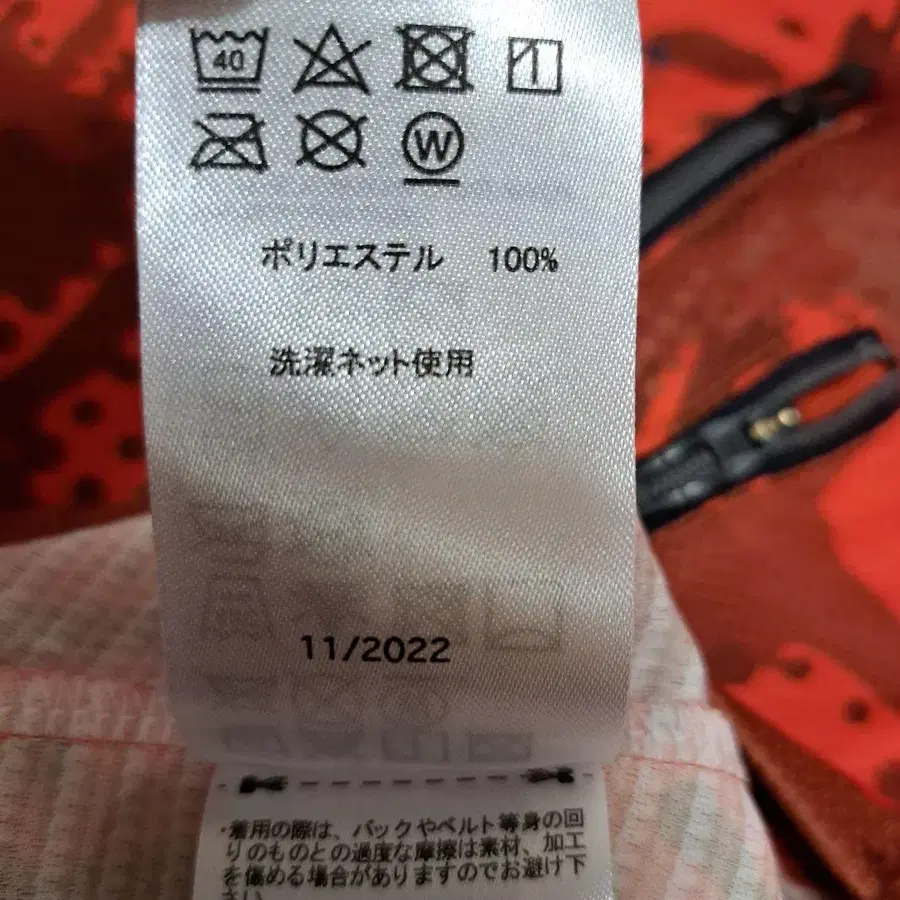 40
W
ポリエステル 100%
洗濯ネット使用
11/2022
・着用の際は、バックやベルト等身の回
りのものとの過度な摩擦は素材、加工
を傷める場合がありますのでお避け下
さい。